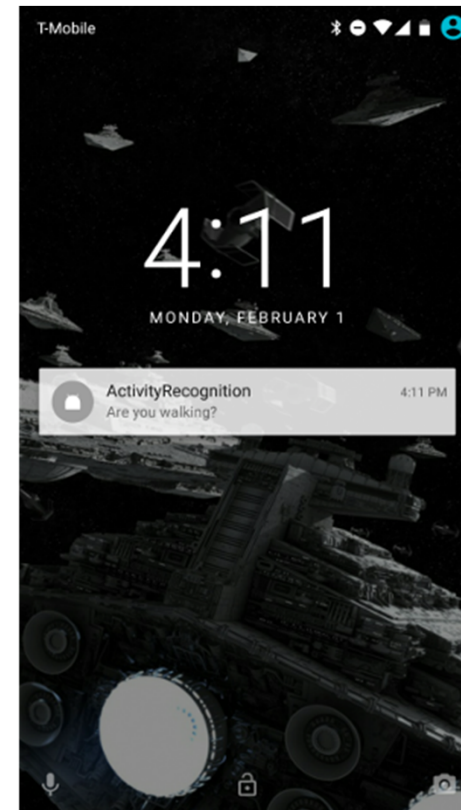 T-Mobile
4:11
MONDAY, FEBRUARY 1
ActivityRecognition 4:11 PM
Are you walking?